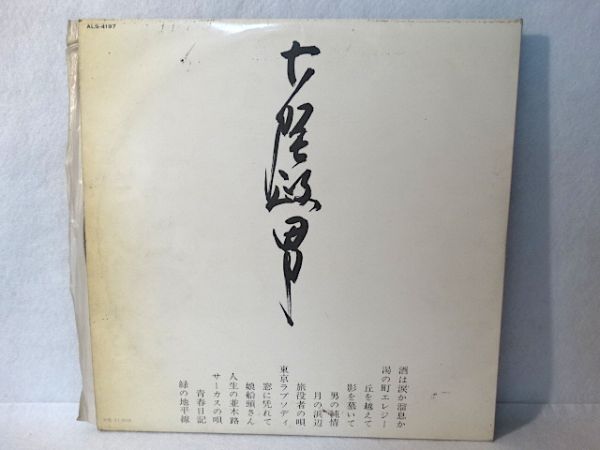 ALS-4197
古賀政男
酒は涙か溜息か
湯の町エレジー
丘を越えて
影を慕いて
男の純情
月の浜辺
旅役者の唄
東京ラプソディ
窓に凭れて
娘船頭さん
人生の並木路
サーカスの唄
青春日記
緑の地平線